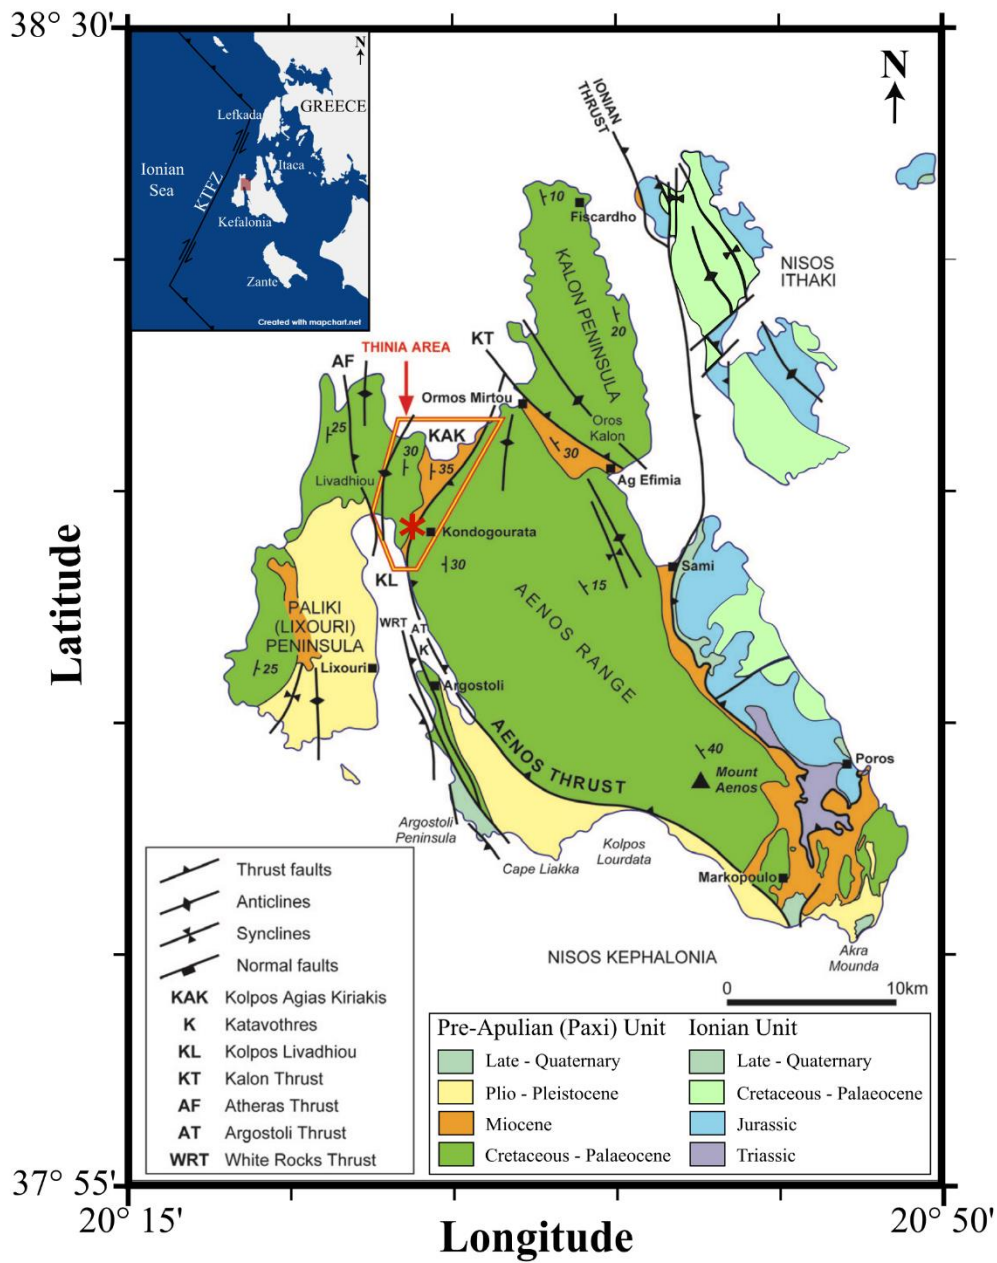 38° 30'
N
GREECE
Lefkada
Ionian
Sea
KTFZ
Itaca
Kefalonia
Zante
Created with mapchart.net
N
IONIAN
THRUST
10
Fiscardho
KALON PENINSULA
20
NISOS
ITHAKI
THINIA AREA
AF
KT
Ormos Mirtou
KAK
Oros
Kalon
25
30
35
30
Livadhiou
Ag Efimia
Kondogourata
KL
30
15
Sami
AENOS RANGE
PALIKI
(LIXOURI)
PENINSULA
WRT
AT
K
25
Lixouri
Argostoli
AENOS THRUST
40
Mount
Aenos
Poros
Argostoli
Peninsula
Cape Liakka
Kolpos
Lourdata
Markopoulo
Akra
Mounda
NISOS KEPHALONIA
0 10km
Thrust faults
Anticlines
Synclines
Normal faults
KAK Kolpos Agias Kiriakis
K Katavothres
KL Kolpos Livadhiou
KT Kalon Thrust
AF Atheras Thrust
AT Argostoli Thrust
WRT White Rocks Thrust
Pre-Apulian (Paxi) Unit
Late - Quaternary
Plio - Pleistocene
Miocene
Cretaceous - Palaeocene
Ionian Unit
Late - Quaternary
Cretaceous - Palaeocene
Jurassic
Triassic
Latitude
37° 55'
20° 15'
20° 50'
Longitude